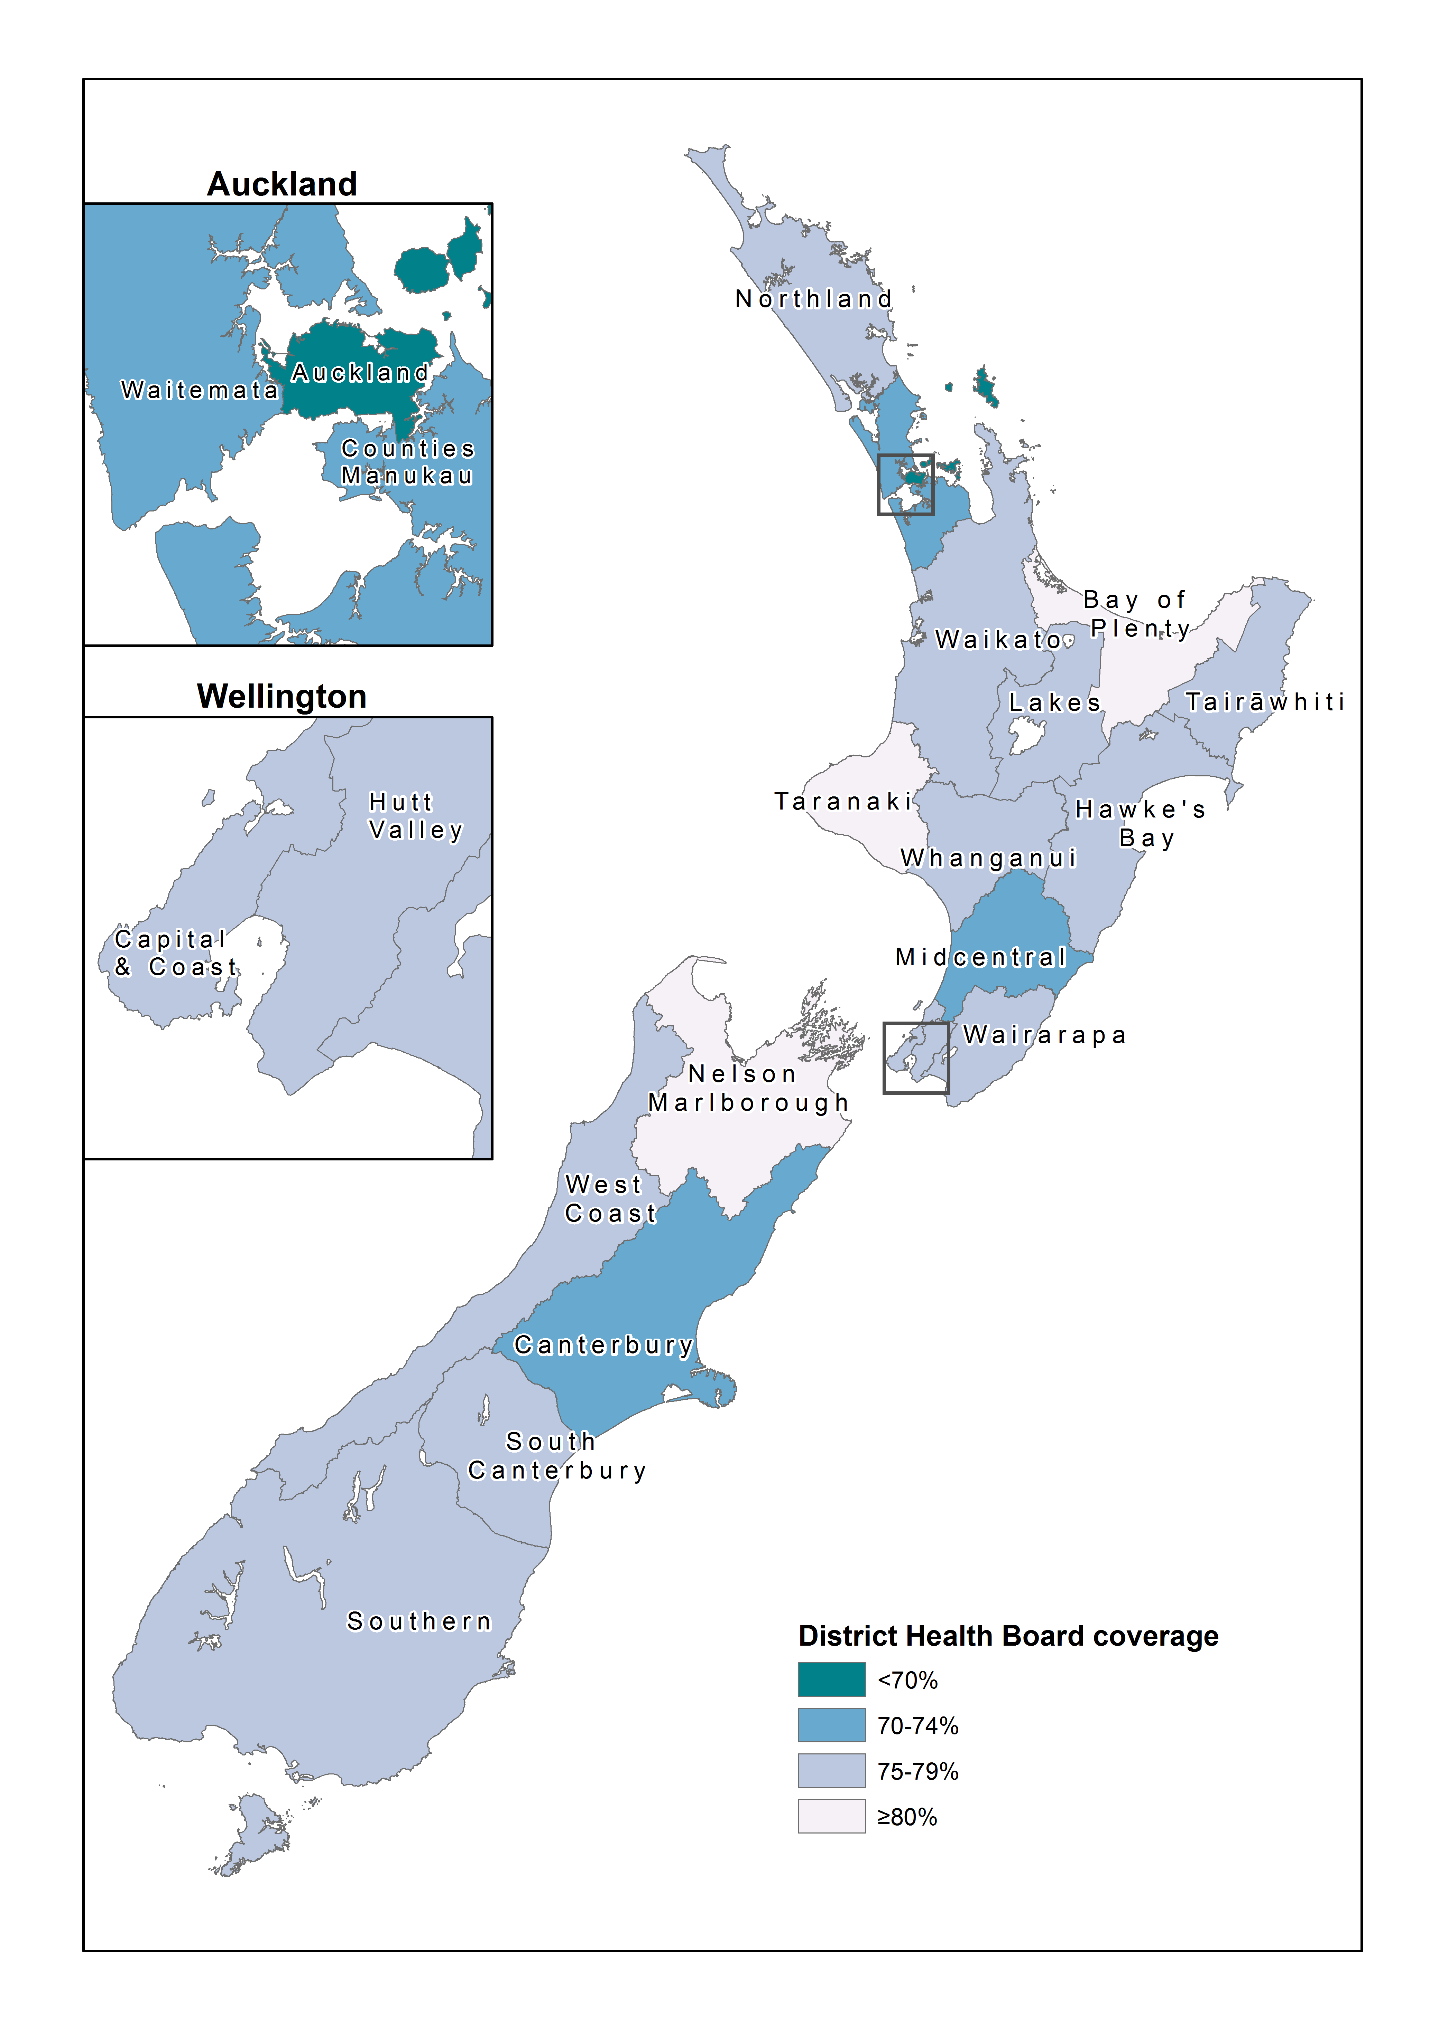 Auckland
Waitemata
Auckland
Counties
Manukau
Wellington
Hutt
Valley
Capital
& Coast
Northland
Bay of
Plenty
Waikato
Lakes
Tairāwhiti
Taranaki
Hawke's
Bay
Whanganui
Midcentral
Wairarapa
Nelson
Marlborough
West
Coast
Canterbury
South
Canterbury
Southern
District Health Board coverage
<70%
70-74%
75-79%
≥80%